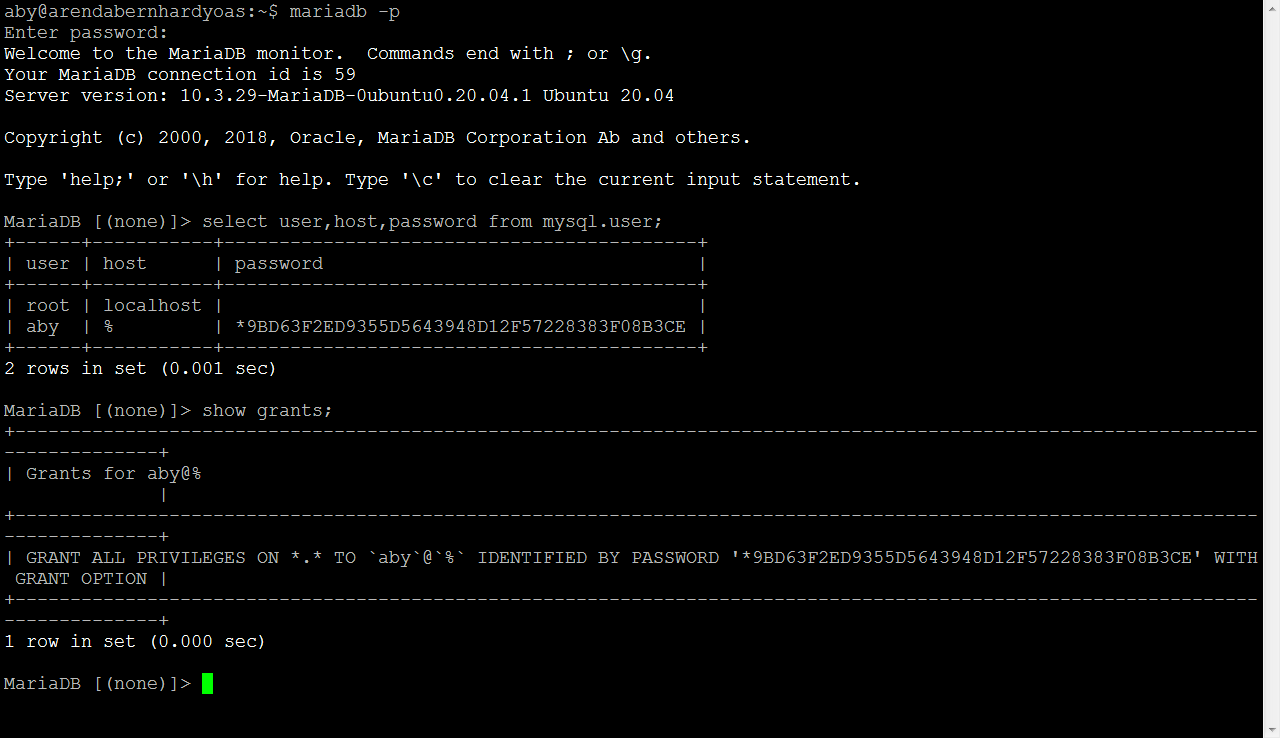 aby@arendabernhardyoas:~$ mariadb -p
Enter password:
Welcome to the MariaDB monitor.  Commands end with ; or \g.
Your MariaDB connection id is 59
Server version: 10.3.29-MariaDB-0ubuntu0.20.04.1 Ubuntu 20.04
Copyright (c) 2000, 2018, Oracle, MariaDB Corporation Ab and others.
Type 'help;' or '\h' for help. Type '\c' to clear the current input statement.
MariaDB [(none)]> select user,host,password from mysql.user;
+------+-----------+-------------------------------------------+
| user | host      | password                                  |
+------+-----------+-------------------------------------------+
| root | localhost |                                           |
| aby  | %         | *9BD63F2ED9355D5643948D12F57228383F08B3CE |
+------+-----------+-------------------------------------------+
2 rows in set (0.001 sec)
MariaDB [(none)]> show grants;
+-----------------------------------------------------------------------------------------------------------------
--------------+
| Grants for aby@%
              |
+-----------------------------------------------------------------------------------------------------------------
--------------+
| GRANT ALL PRIVILEGES ON *.* TO `aby`@`%` IDENTIFIED BY PASSWORD '*9BD63F2ED9355D5643948D12F57228383F08B3CE' WITH
 GRANT OPTION |
+-----------------------------------------------------------------------------------------------------------------
--------------+
1 row in set (0.000 sec)
MariaDB [(none)]>